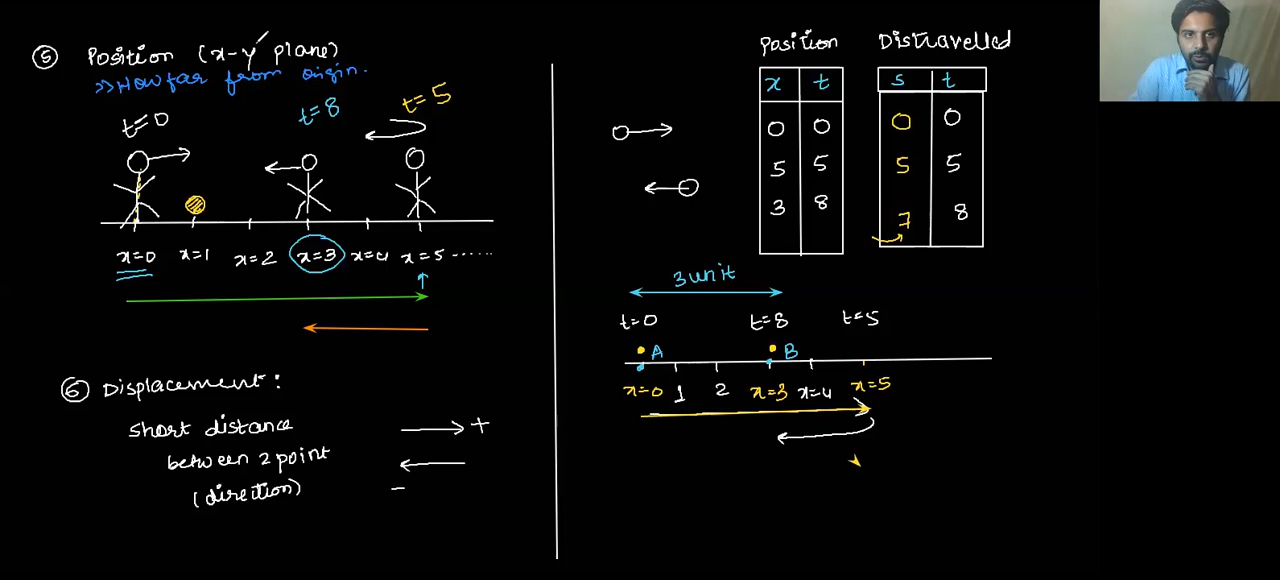 ⑤ Position (x-y plane)
>>How far from origin.
t=0
t=8
t=5
x=0 x=1 x=2 x=3 x=4 x=5 ......
⑥ Displacement:
short distance
between 2 point
(direction)
+
-
Position
x t
0 0
5 5
3 8
Distravelled
s t
0 0
5 5
7 8
3 unit
t=0 t=8 t=5
A B
x=0 1 2 x=3 x=4 x=5